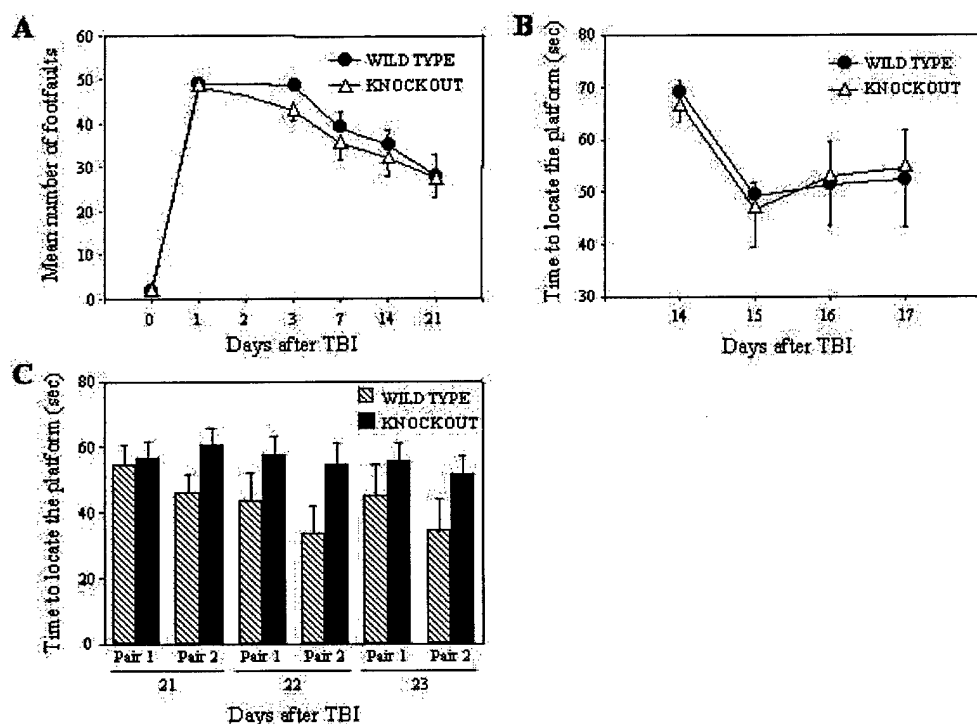 A
Mean number of footfaults
60
50
40
30
20
10
0
WILD TYPE
KNOCKOUT
0 1 2 3 7 14 21
Days after TBI
B
Time to locate the platform (sec)
80
70
60
50
40
30
WILD TYPE
KNOCKOUT
14 15 16 17
Days after TBI
C
Time to locate the platform (sec)
80
60
40
20
0
WILD TYPE
KNOCKOUT
Pair 1 Pair 2 Pair 1 Pair 2 Pair 1 Pair 2
21 22 23
Days after TBI